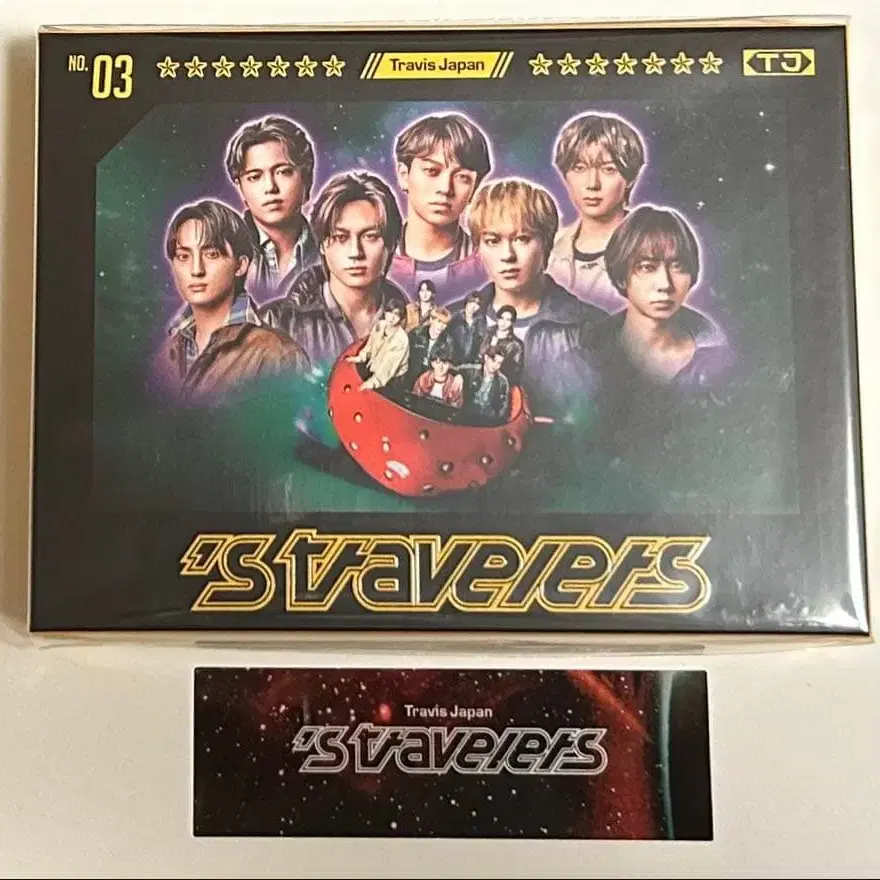 NO. 03 ☆☆☆☆☆☆☆ // Travis Japan // ☆☆☆☆☆☆☆ TJ
's travelers
Travis Japan
's travelers